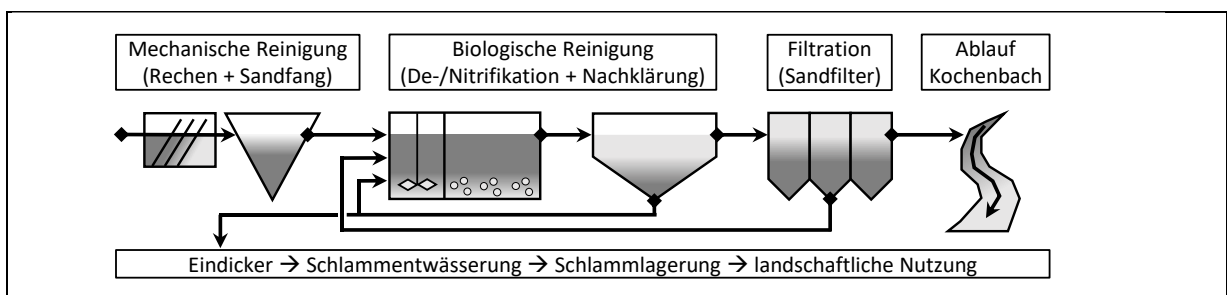 Mechanische Reinigung
(Rechen + Sandfang)
Biologische Reinigung
(De-/Nitrifikation + Nachklärung)
Filtration
(Sandfilter)
Ablauf
Kochenbach
Eindicker → Schlammentwässerung → Schlammlagerung → landschaftliche Nutzung